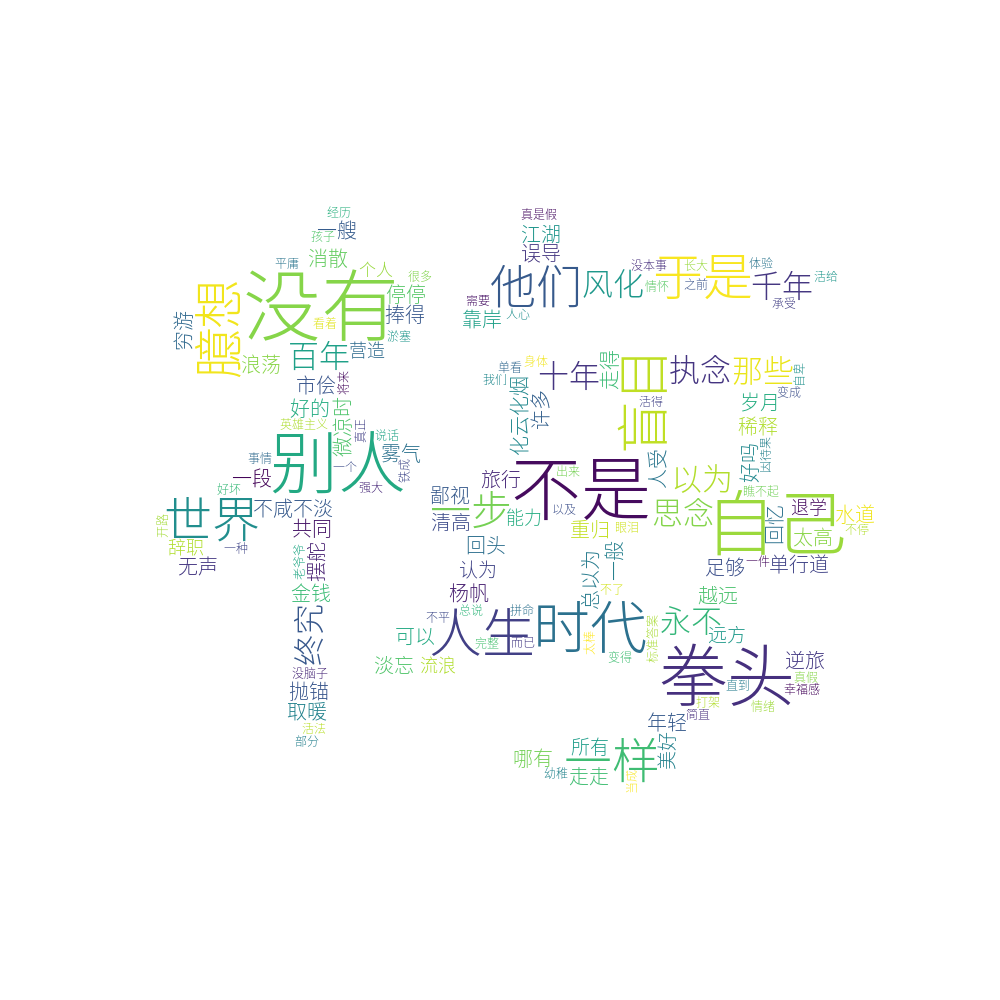 经历
一艘
孩子
消散
平庸
个人
很多
没有
臆想
停停
捧得
看着
淤塞
穷游
浪荡
百年
营造
市侩
将来
好的
时
英雄主义
微凉
真正
说话
雾气
别人
事情
一个
强大
一段
好坏
世界
不咸不淡
开路
共同
辞职
一种
无声
老爷爷
摆舵
金钱
终究
没脑子
抛锚
取暖
活法
部分
真是假
江湖
误导
他们
风化
没本事
情怀
于是
长大
之前
体验
千年
活给
承受
需要
靠岸
人心
单看
身体
我们
十年
走得
盲目
执念
那些
自卑
变成
许多
化云化烟
活得
岁月
稀释
好吗
因待果
人受
旅行
不是
出来
以及
以为
瞧不起
鄙视
一步
清高
能力
重归
眼泪
思念
自己
退学
回忆
太高
水道
不停
回头
一般
总以为
认为
杨帆
不了
足够
一件
单行道
越远
远方
永不
不平
总说
拼命
可以
人生
完整
而已
时代
太棒
变得
标准答案
淡忘
流浪
拳头
直到
逆旅
真假
幸福感
打架
情绪
简直
年轻
美好
哪有
所有
一样
幼稚
走走